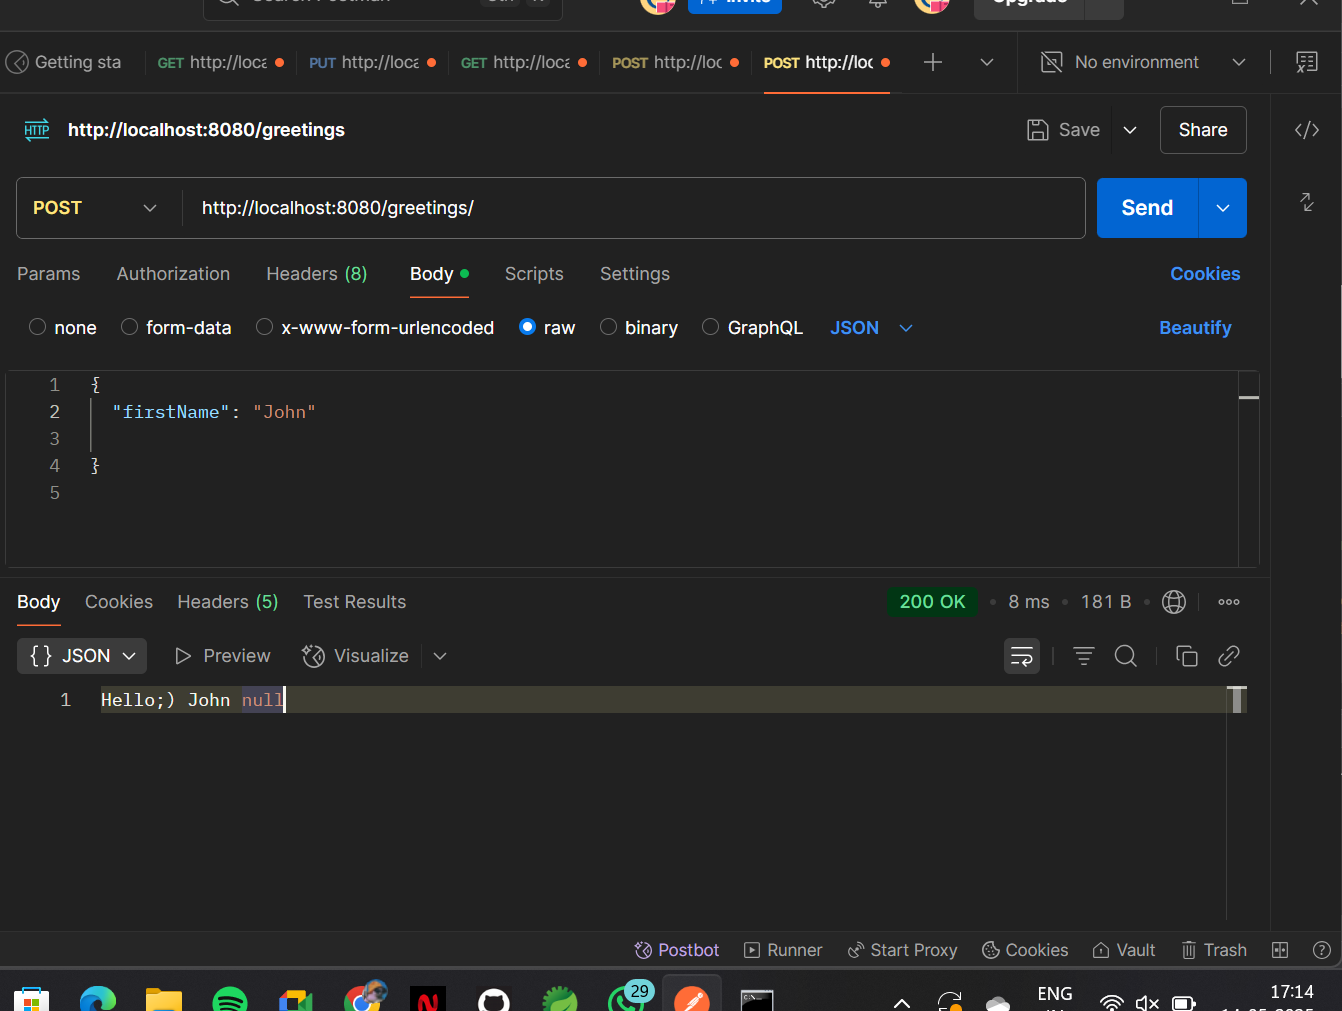 Invite
Upgrade
Getting sta
GET http://loca
PUT http://loca
GET http://loca
POST http://loc
POST http://loc
No environment
HTTP
http://localhost:8080/greetings
Save
Share
POST
http://localhost:8080/greetings/
Send
Params
Authorization
Headers (8)
Body
Scripts
Settings
Cookies
none
form-data
x-www-form-urlencoded
raw
binary
GraphQL
JSON
Beautify
1 {
2 "firstName": "John"
3
4 }
5
Body
Cookies
Headers (5)
Test Results
200 OK
8 ms
181 B
{} JSON
Preview
Visualize
1 Hello;) John null
Postbot
Runner
Start Proxy
Cookies
Vault
Trash
29
ENG
17:14